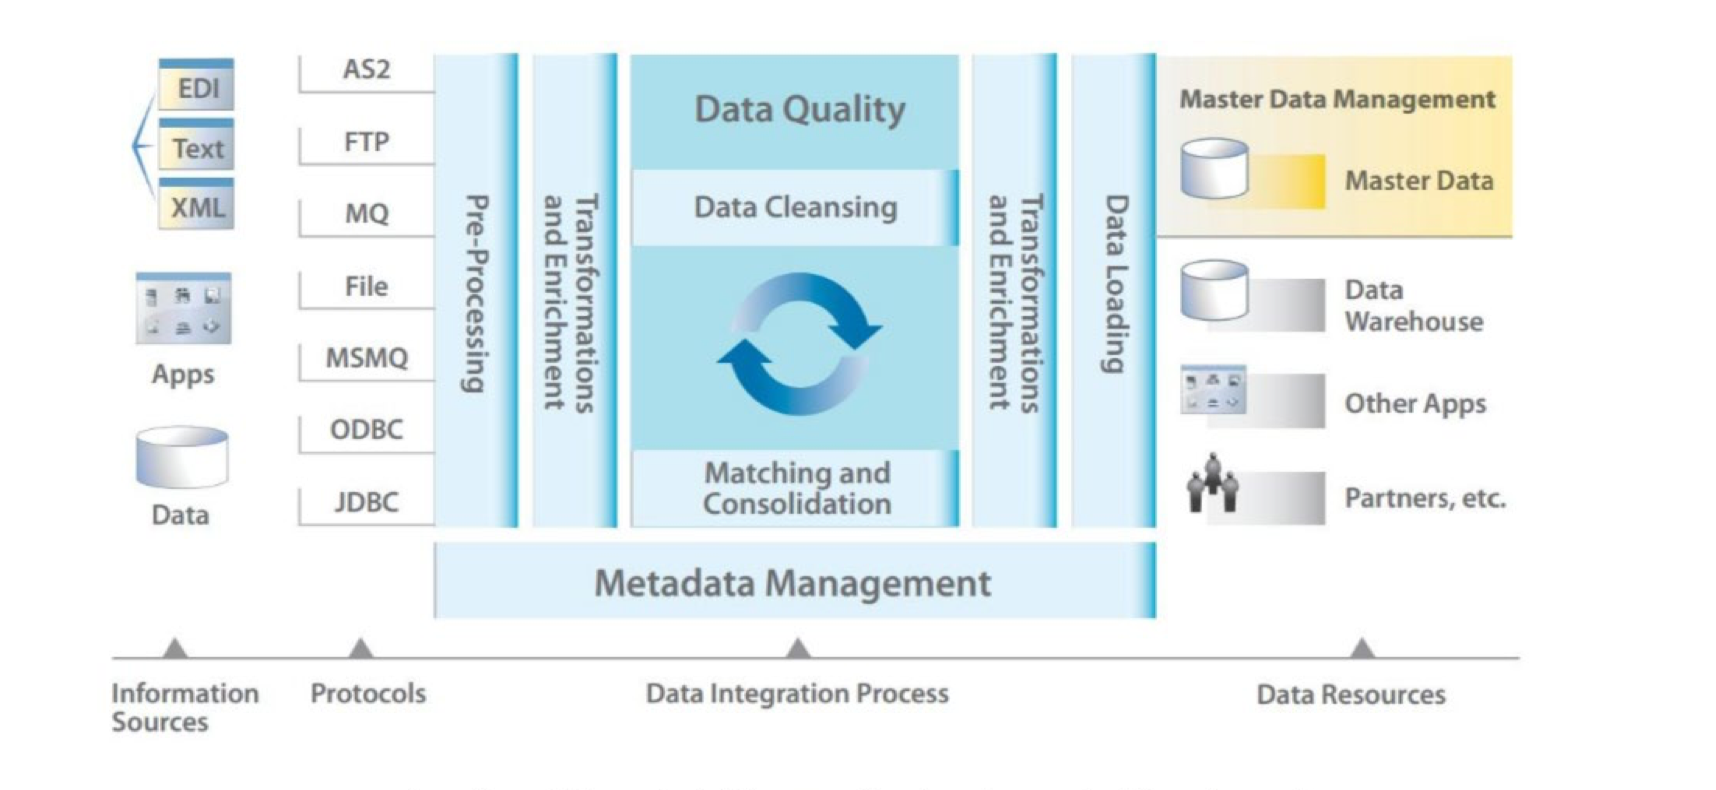 EDI
Text
XML
Apps
Data
AS2
FTP
MQ
File
MSMQ
ODBC
JDBC
Pre-Processing
Transformations
and Enrichment
Data Quality
Data Cleansing
Matching and
Consolidation
Transformations
and Enrichment
Data Loading
Metadata Management
Master Data Management
Master Data
Data
Warehouse
Other Apps
Partners, etc.
Information
Sources
Protocols
Data Integration Process
Data Resources